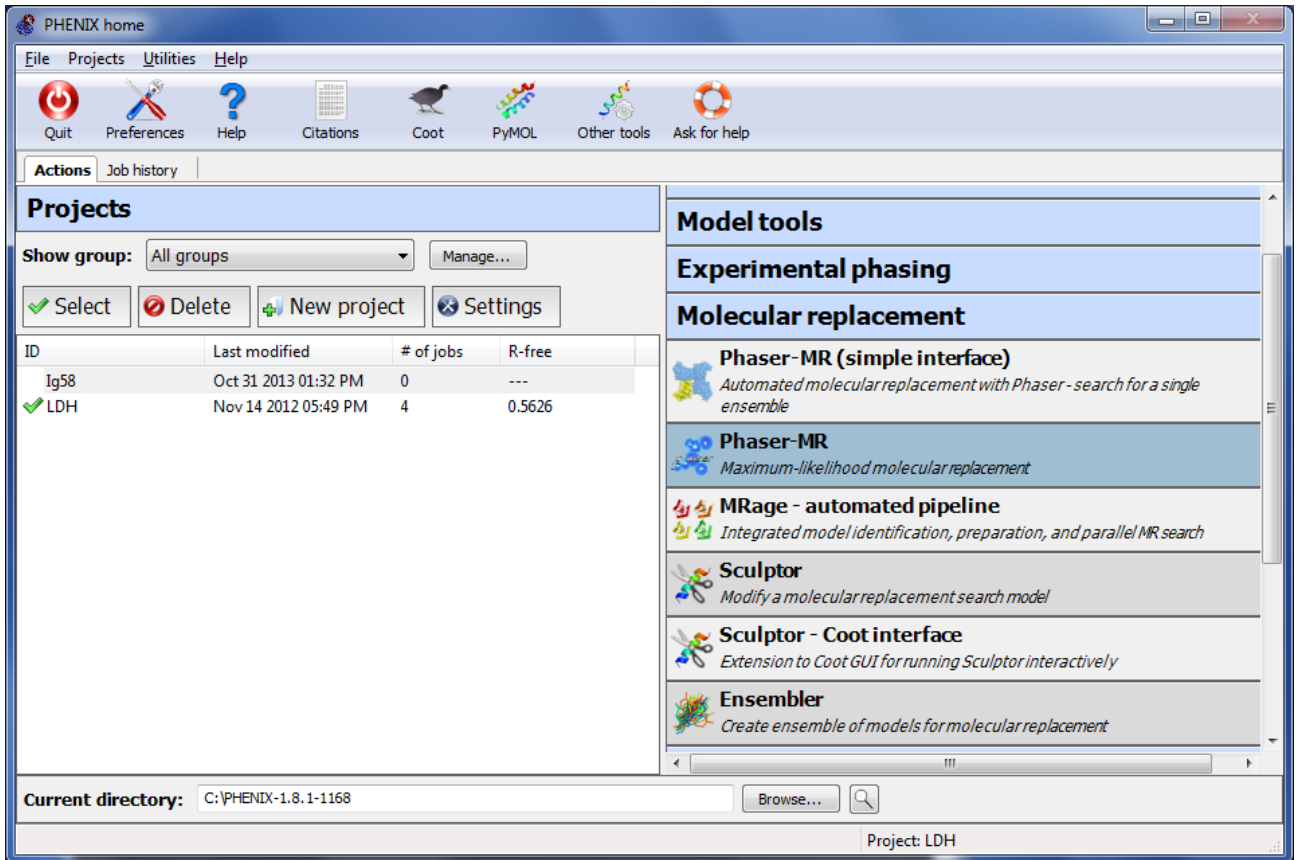 PHENIX home
File Projects Utilities Help
Quit Preferences Help Citations Coot PyMOL Other tools Ask for help
Actions Job history
Projects
Show group: All groups Manage...
Select Delete New project Settings
ID Last modified # of jobs R-free
Ig58 Oct 31 2013 01:32 PM 0 ---
LDH Nov 14 2012 05:49 PM 4 0.5626
Model tools
Experimental phasing
Molecular replacement
Phaser-MR (simple interface)
Automated molecular replacement with Phaser - search for a single
ensemble
Phaser-MR
Maximum-likelihood molecular replacement
MRage - automated pipeline
Integrated model identification, preparation, and parallel MR search
Sculptor
Modify a molecular replacement search model
Sculptor - Coot interface
Extension to Coot GUI for running Sculptor interactively
Ensembler
Create ensemble of models for molecular replacement
Current directory: C:\PHENIX-1.8.1-1168 Browse...
Project: LDH